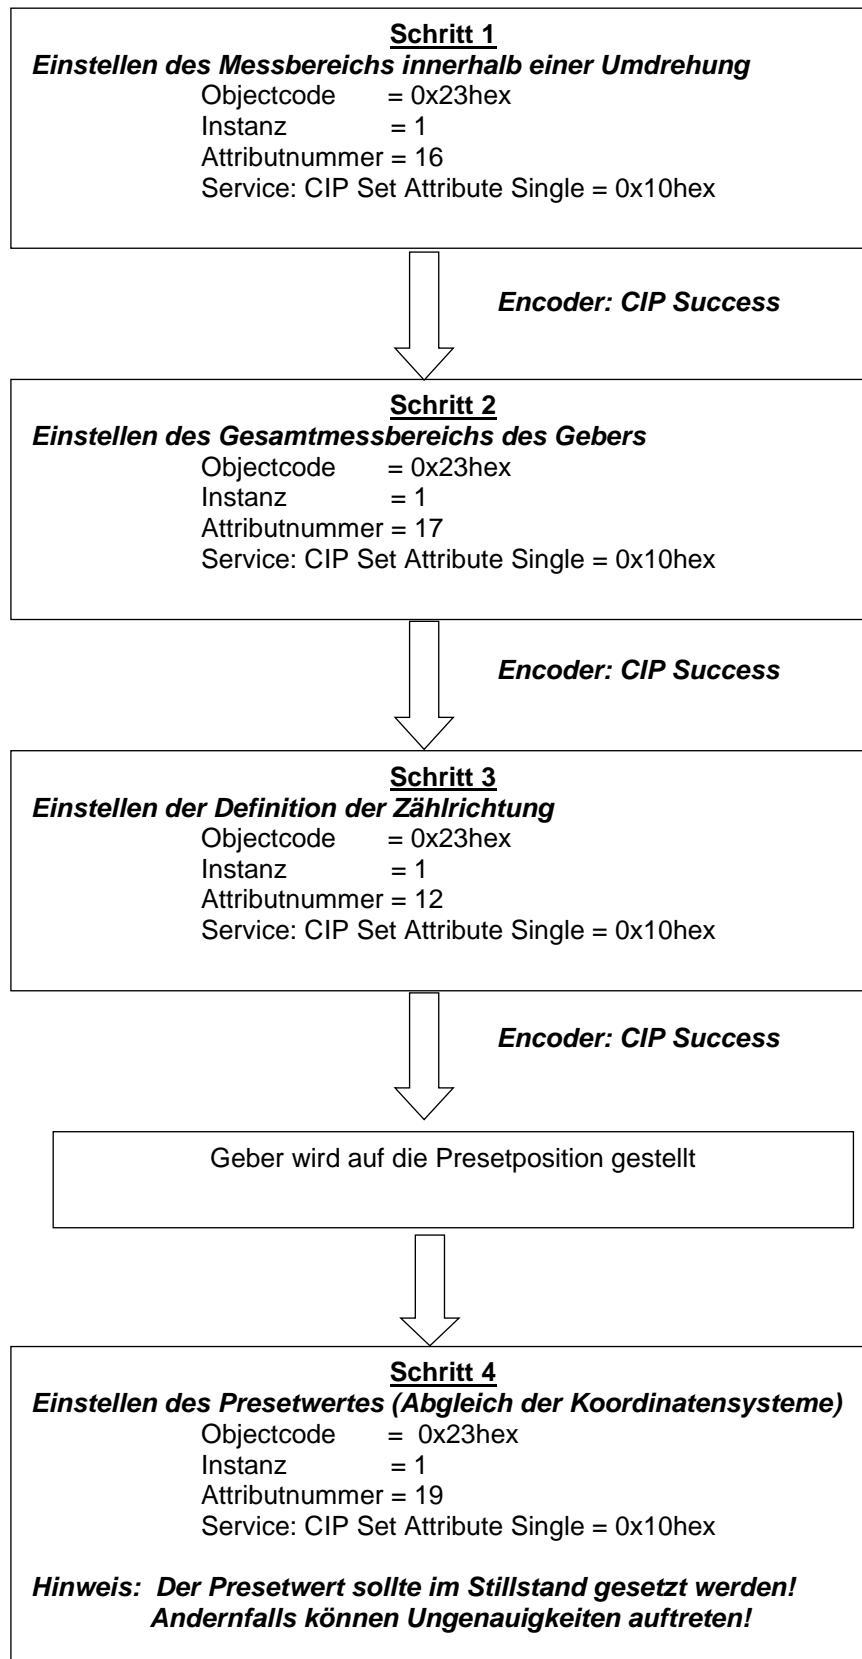 Schritt 1
Einstellen des Messbereichs innerhalb einer Umdrehung
Objectcode = 0x23hex
Instanz = 1
Attributnummer = 16
Service: CIP Set Attribute Single = 0x10hex
Encoder: CIP Success
Schritt 2
Einstellen des Gesamtmessbereichs des Gebers
Objectcode = 0x23hex
Instanz = 1
Attributnummer = 17
Service: CIP Set Attribute Single = 0x10hex
Encoder: CIP Success
Schritt 3
Einstellen der Definition der Zählrichtung
Objectcode = 0x23hex
Instanz = 1
Attributnummer = 12
Service: CIP Set Attribute Single = 0x10hex
Encoder: CIP Success
Geber wird auf die Presetposition gestellt
Schritt 4
Einstellen des Presetwertes (Abgleich der Koordinatensysteme)
Objectcode = 0x23hex
Instanz = 1
Attributnummer = 19
Service: CIP Set Attribute Single = 0x10hex
Hinweis: Der Presetwert sollte im Stillstand gesetzt werden!
Andernfalls können Ungenauigkeiten auftreten!